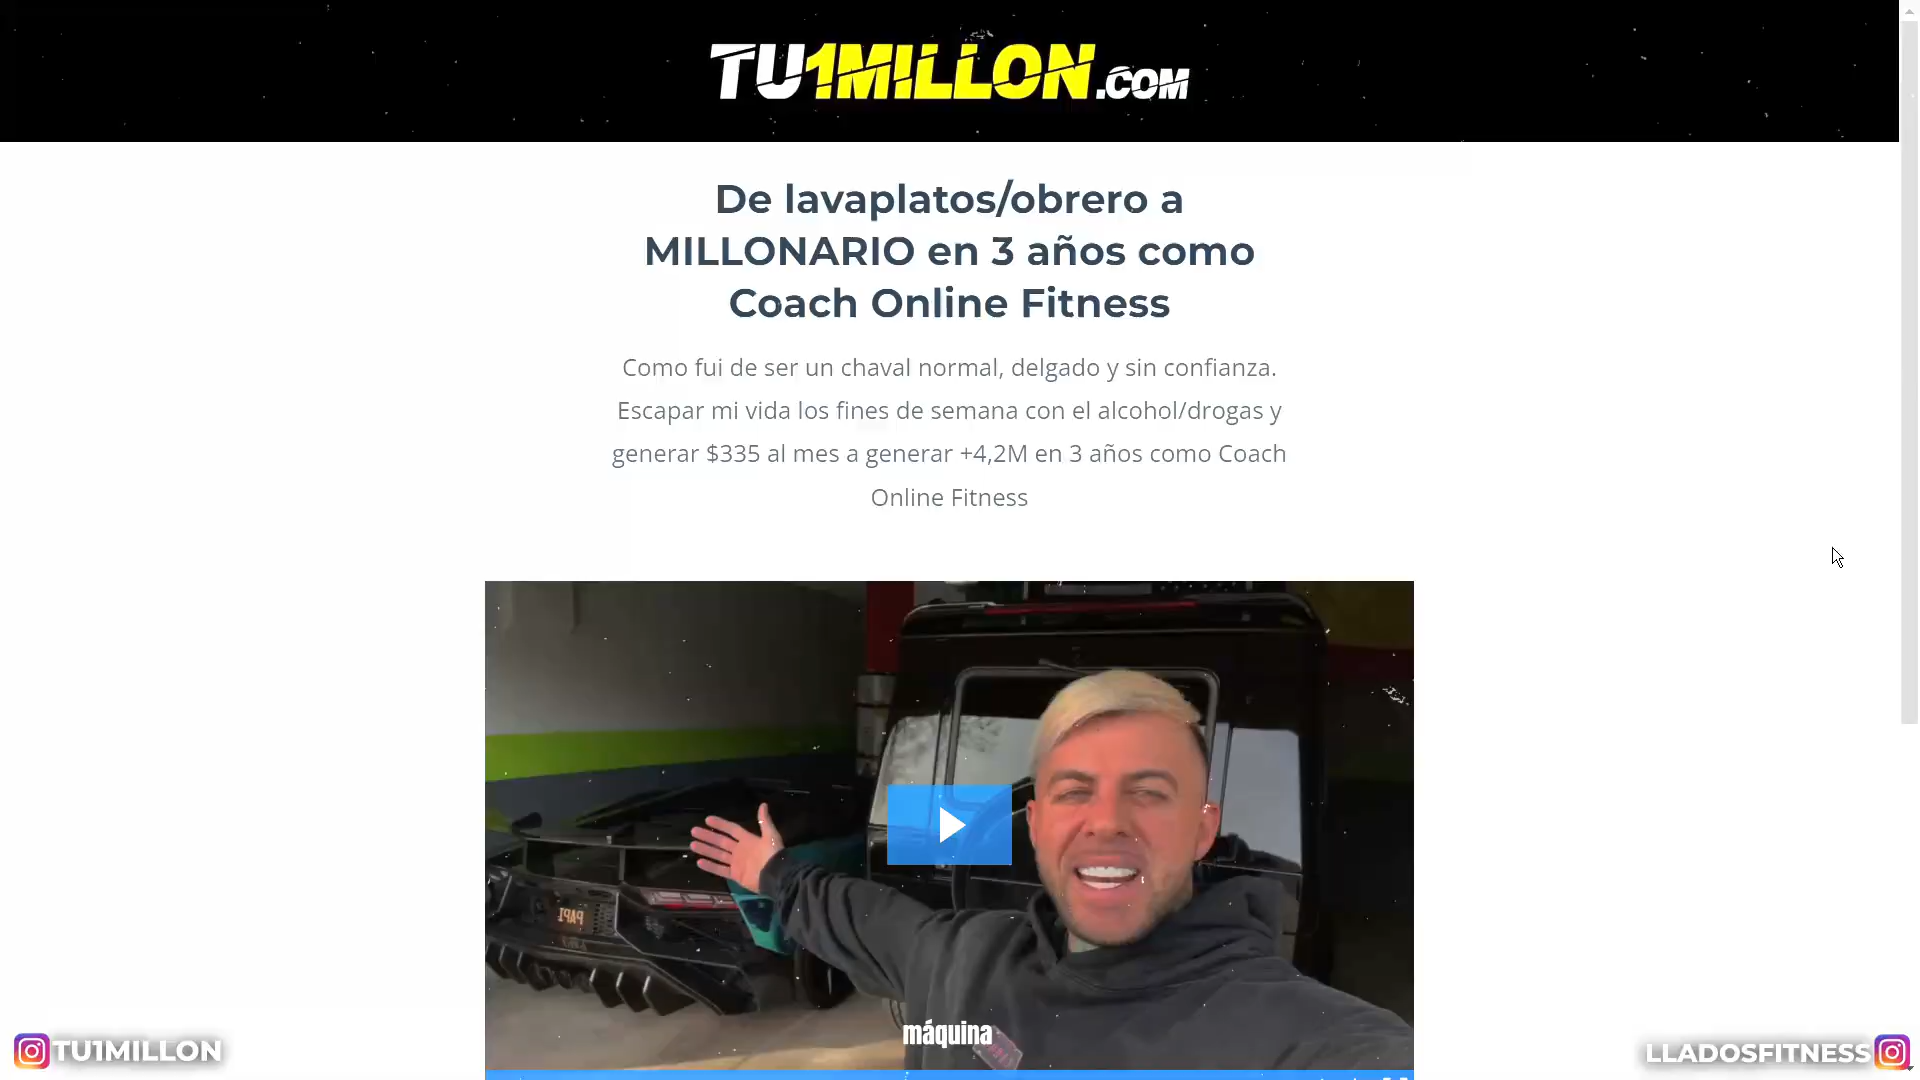 TU1MILLON.COM
De lavaplatos/obrero a
MILLONARIO en 3 años como
Coach Online Fitness
Como fui de ser un chaval normal, delgado y sin confianza.
Escapar mi vida los fines de semana con el alcohol/drogas y
generar $335 al mes a generar +4,2M en 3 años como Coach
Online Fitness
PAPI
máquina
TU1MILLON
LLADOSFITNESS